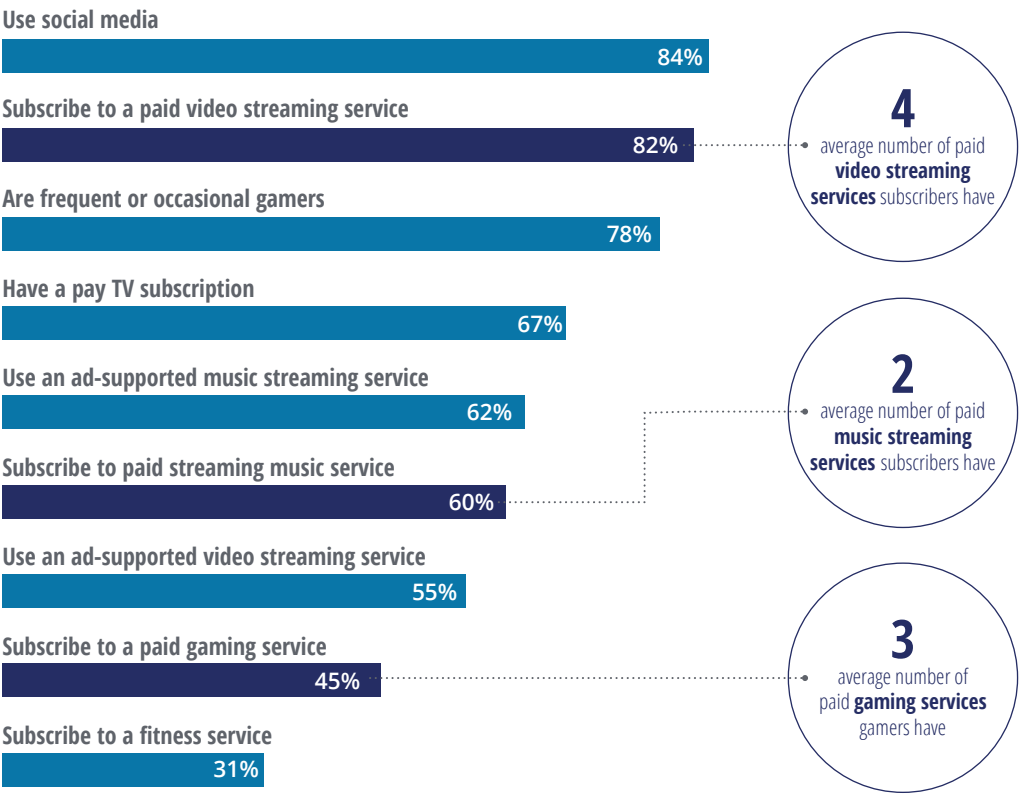 Use social media
84%
Subscribe to a paid video streaming service
82%
Are frequent or occasional gamers
78%
Have a pay TV subscription
67%
Use an ad-supported music streaming service
62%
Subscribe to paid streaming music service
60%
Use an ad-supported video streaming service
55%
Subscribe to a paid gaming service
45%
Subscribe to a fitness service
31%
4
average number of paid
video streaming
services subscribers have
2
average number of paid
music streaming
services subscribers have
3
average number of
paid gaming services
gamers have